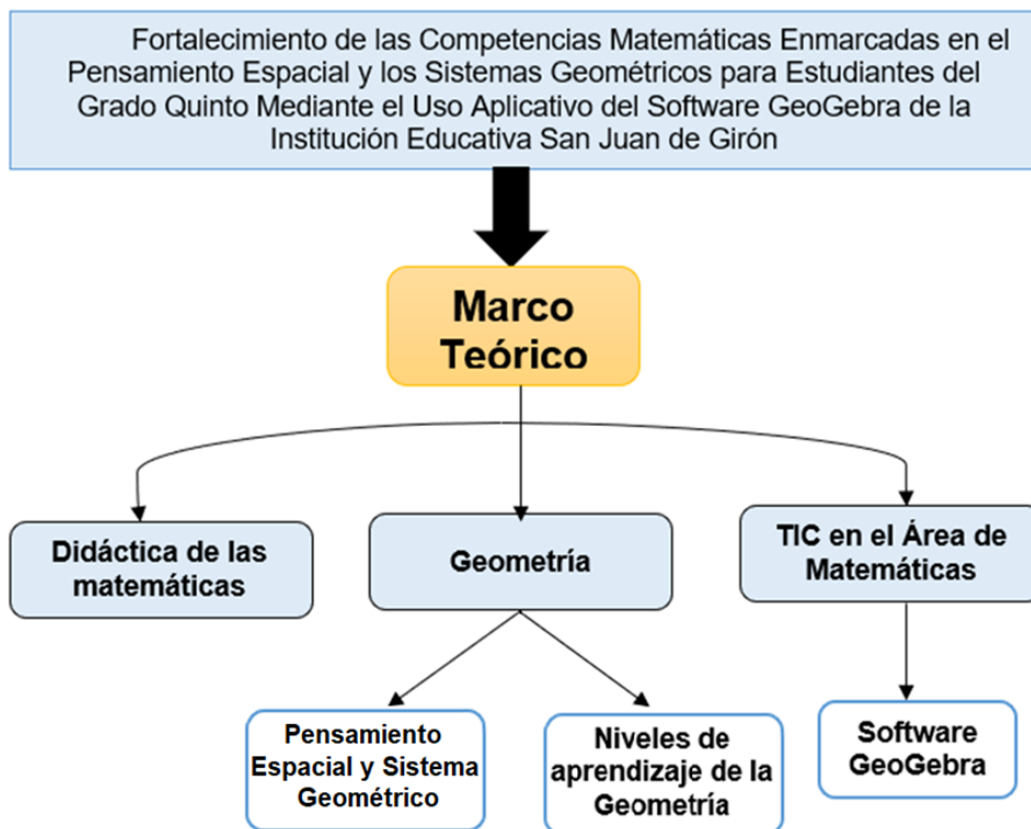 Fortalecimiento de las Competencias Matemáticas Enmarcadas en el
Pensamiento Espacial y los Sistemas Geométricos para Estudiantes del
Grado Quinto Mediante el Uso Aplicativo del Software GeoGebra de la
Institución Educativa San Juan de Girón
Marco
Teórico
Didáctica de las
matemáticas
Geometría
TIC en el Área de
Matemáticas
Pensamiento
Espacial y Sistema
Geométrico
Niveles de
aprendizaje de la
Geometría
Software
GeoGebra